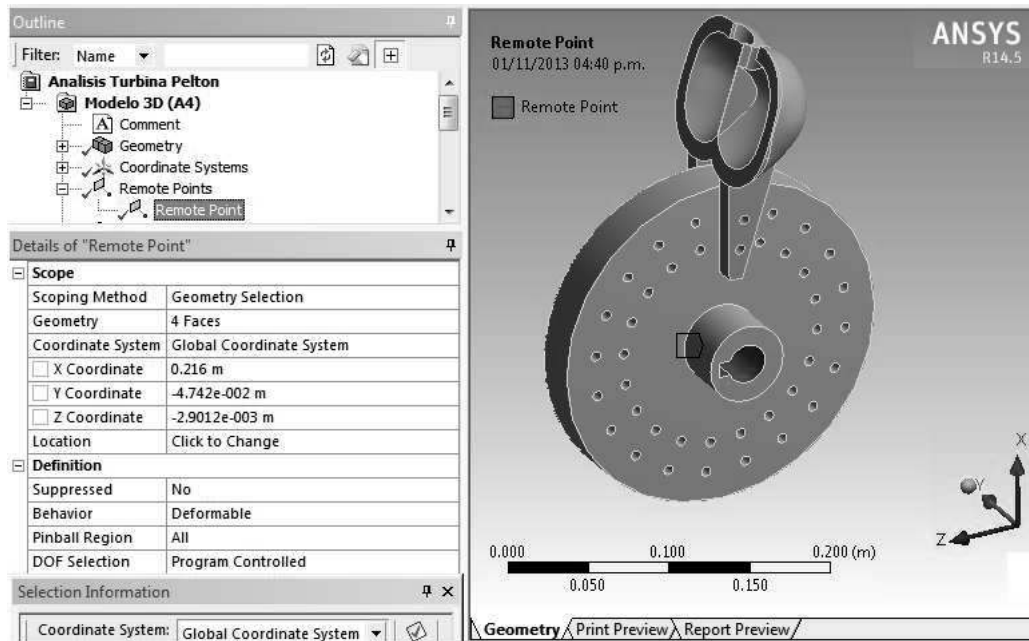 Outline
Filter: Name
Analisis Turbina Pelton
Modelo 3D (A4)
A Comment
Geometry
Coordinate Systems
Remote Points
Remote Point
Details of "Remote Point"
Scope
Scoping Method Geometry Selection
Geometry 4 Faces
Coordinate System Global Coordinate System
X Coordinate 0.216 m
Y Coordinate -4.742e-002 m
Z Coordinate -2.9012e-003 m
Location Click to Change
Definition
Suppressed No
Behavior Deformable
Pinball Region All
DOF Selection Program Controlled
Selection Information
Coordinate System: Global Coordinate System
Remote Point
01/11/2013 04:40 p.m.
Remote Point
ANSYS
R14.5
X
Y
Z
0.000 0.100 0.200 (m)
0.050 0.150
Geometry Print Preview Report Preview